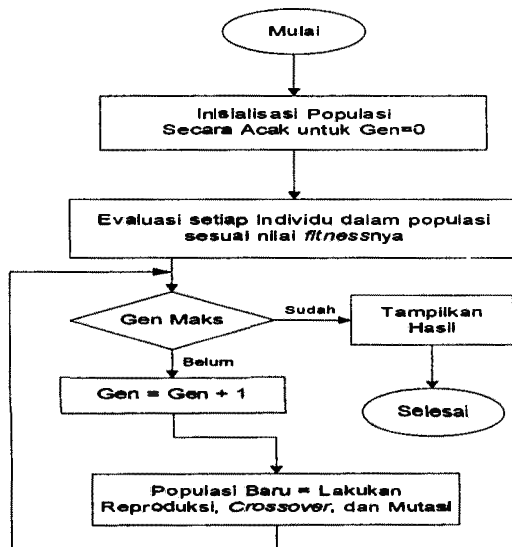 Mulai
Inisialisasi Populasi
Secara Acak untuk Gen=0
Evaluasi setiap Individu dalam populasi
sesuai nilai fitnessnya
Gen Maks
Sudah
Tampilkan
Hasil
Belum
Gen = Gen + 1
Selesai
Populasi Baru = Lakukan
Reproduksi, Crossover, dan Mutasi